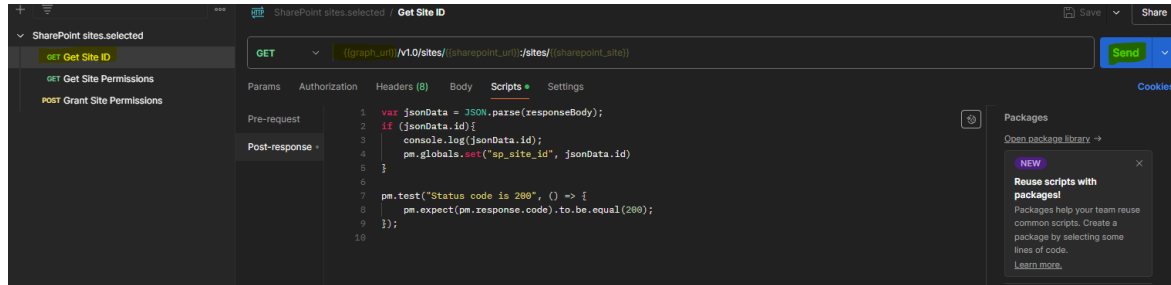 SharePoint sites.selected / Get Site ID
Save
Share
SharePoint sites.selected
GET Get Site ID
GET Get Site Permissions
POST Grant Site Permissions
GET
{{graph_url}}/v1.0/sites/{{sharepoint_url}}:/sites/{{sharepoint_site}}
Send
Params Authorization Headers (8) Body Scripts Settings
Cookies
Pre-request
Post-response
1 var jsonData = JSON.parse(responseBody);
2 if (jsonData.id){
3 console.log(jsonData.id);
4 pm.globals.set("sp_site_id", jsonData.id)
5 }
6
7 pm.test("Status code is 200", () => {
8 pm.expect(pm.response.code).to.be.equal(200);
9 });
10
Packages
Open package library →
NEW
Reuse scripts with
packages!
Packages help your team reuse
common scripts. Create a
package by selecting some
lines of code.
Learn more.